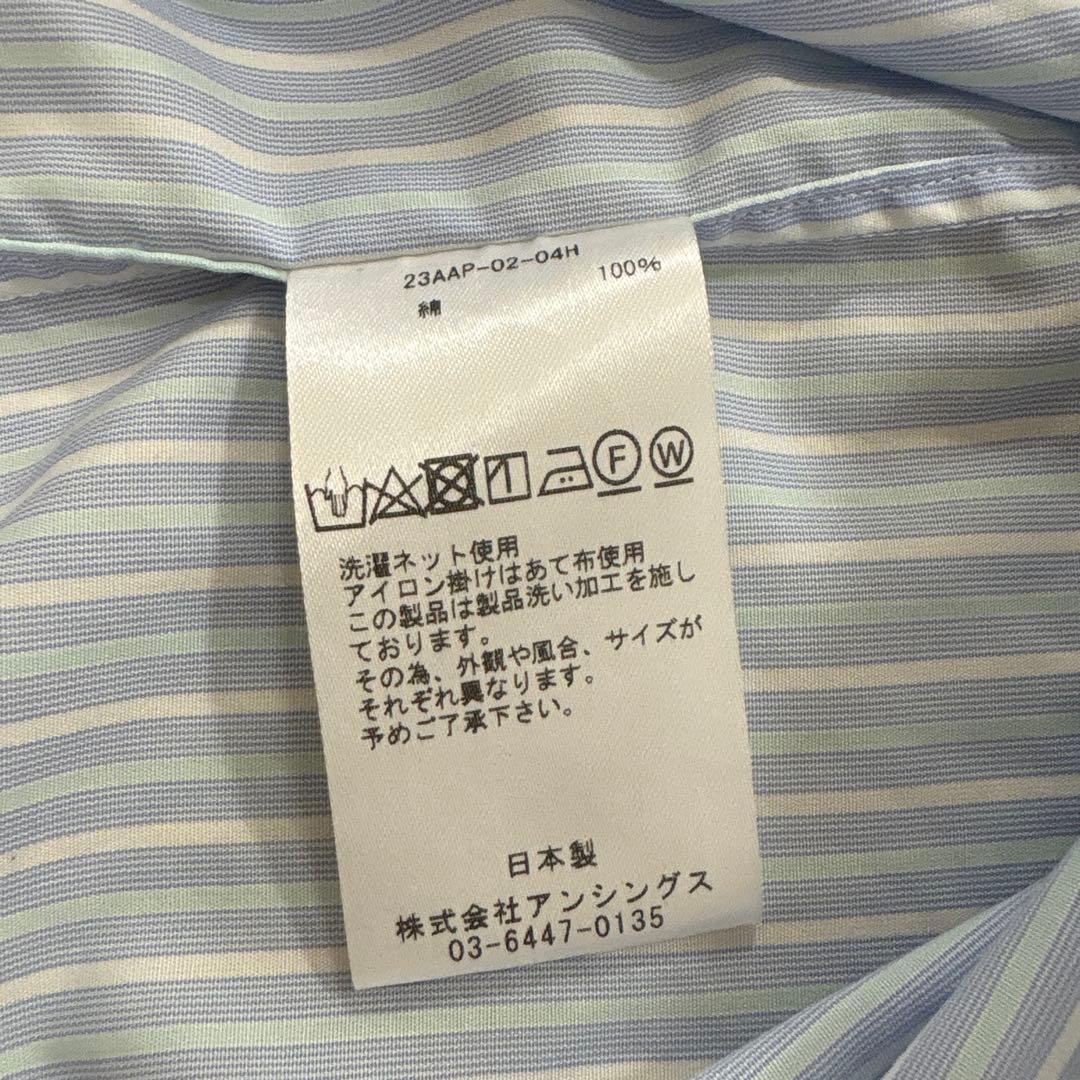 23AAP-02-04H
綿 100%
F W
洗濯ネット使用
アイロン掛けはあて布使用
この製品は製品洗い加工を施し
ております。
その為、外観や風合、サイズが
それぞれ異なります。
予めご了承下さい。
日本製
株式会社アンシングス
03-6447-0135